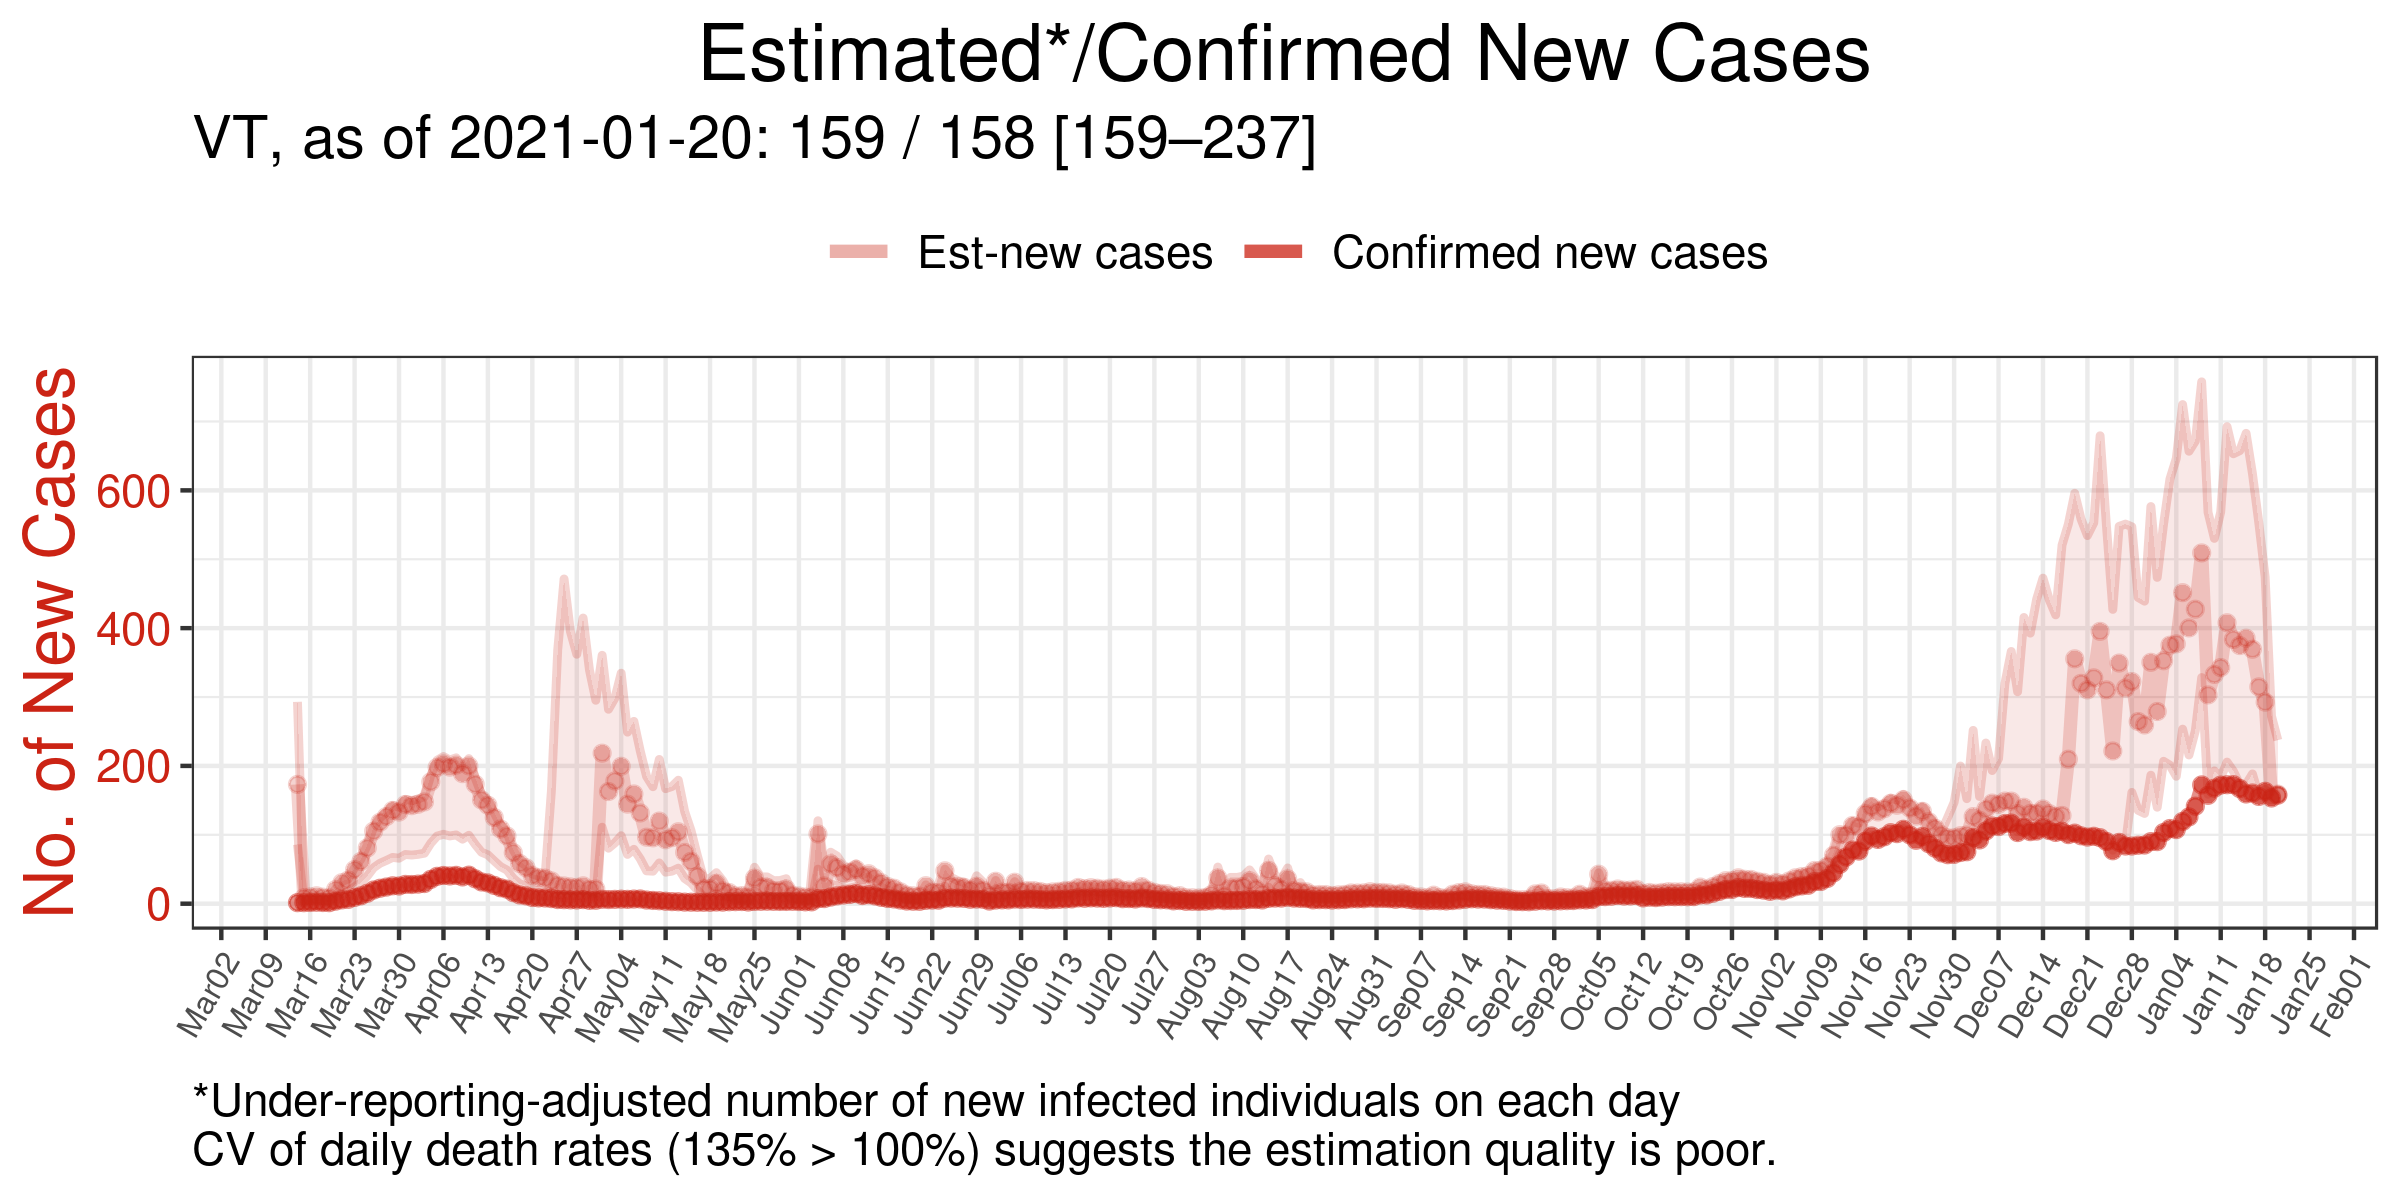 Estimated*/Confirmed New Cases
VT, as of 2021-01-20: 159 / 158 [159–237]
Est-new cases
Confirmed new cases
No. of New Cases
600
400
200
0
Mar02
Mar09
Mar16
Mar23
Mar30
Apr06
Apr13
Apr20
Apr27
May04
May11
May18
May25
Jun01
Jun08
Jun15
Jun22
Jun29
Jul06
Jul13
Jul20
Jul27
Aug03
Aug10
Aug17
Aug24
Aug31
Sep07
Sep14
Sep21
Sep28
Oct05
Oct12
Oct19
Oct26
Nov02
Nov09
Nov16
Nov23
Nov30
Dec07
Dec14
Dec21
Dec28
Jan04
Jan11
Jan18
Jan25
Feb01
*Under-reporting-adjusted number of new infected individuals on each day
CV of daily death rates (135% > 100%) suggests the estimation quality is poor.